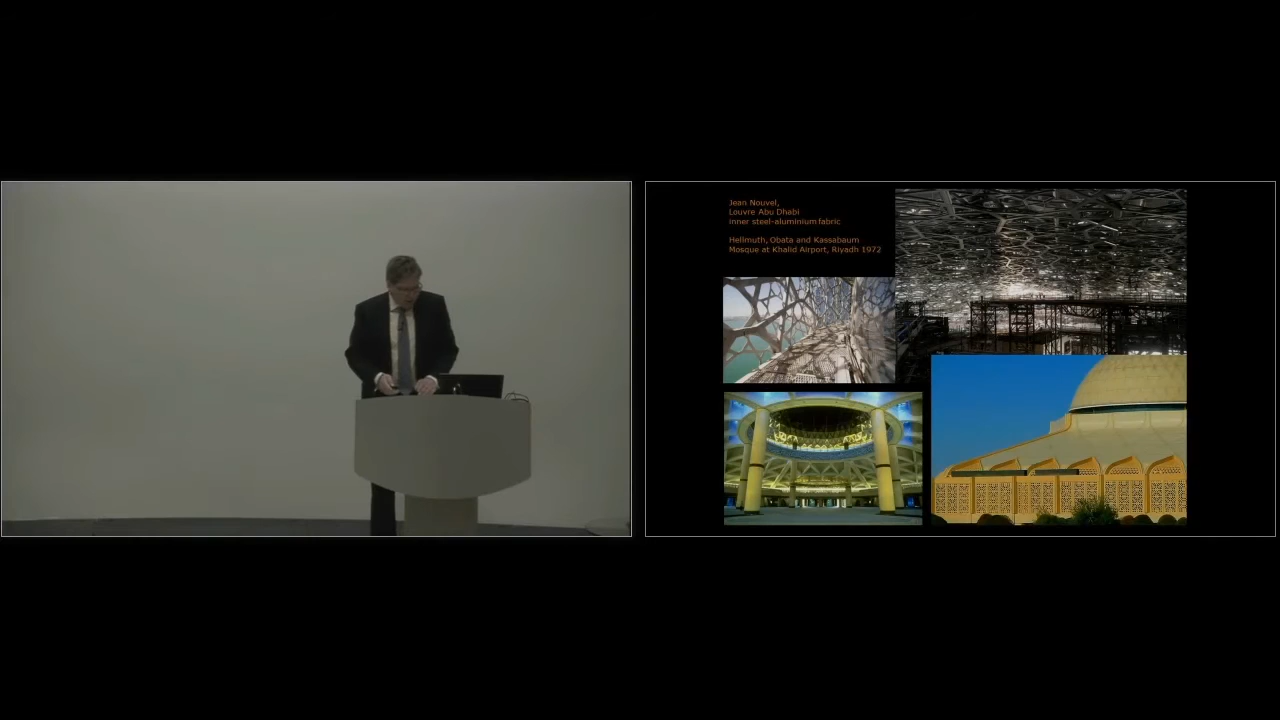 Jean Nouvel,
Louvre Abu Dhabi
inner steel-aluminium fabric
Hellmuth, Obata and Kassabaum
Mosque at Khalid Airport, Riyadh 1972